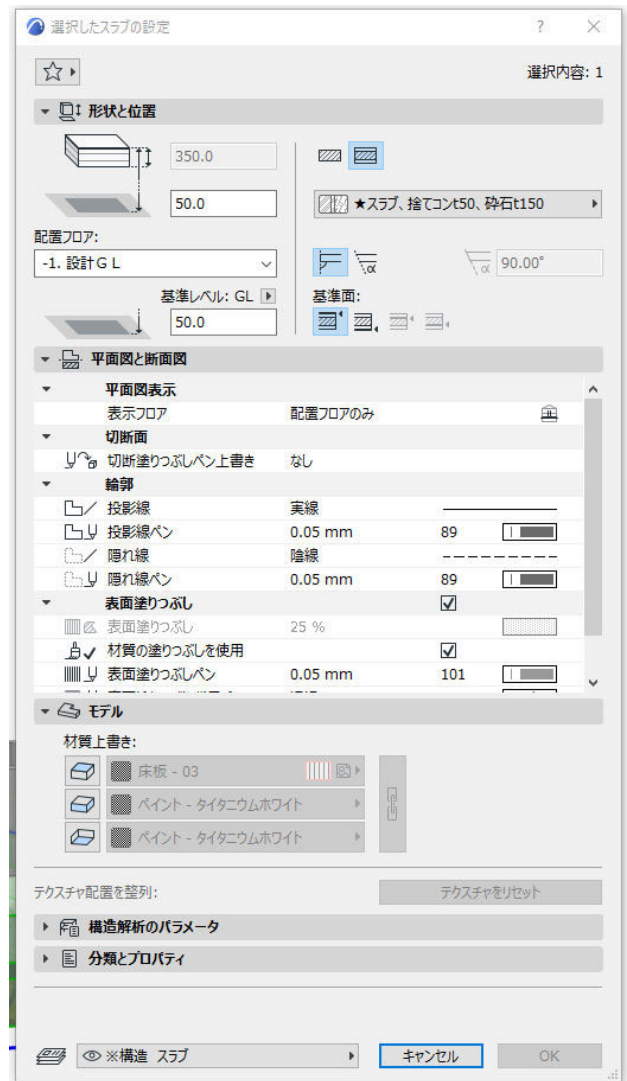 選択したスラブの設定 ? ×
選択内容: 1
形状と位置
350.0
50.0
★スラブ、捨てコンt50、砕石t150
配置フロア:
-1. 設計ＧＬ
α α 90.00°
基準レベル: GL 基準面:
50.0
平面図と断面図
平面図表示
表示フロア 配置フロアのみ
切断面
切断塗りつぶしペン上書き なし
輪郭
投影線 実線
投影線ペン 0.05 mm 89
隠れ線 陰線
隠れ線ペン 0.05 mm 89
表面塗りつぶし
表面塗りつぶし 25 %
材質の塗りつぶしを使用
表面塗りつぶしペン 0.05 mm 101
モデル
材質上書き:
床板 - 03
ペイント - タイタニウムホワイト
ペイント - タイタニウムホワイト
テクスチャ配置を整列: テクスチャをリセット
構造解析のパラメータ
分類とプロパティ
※構造 スラブ キャンセル OK